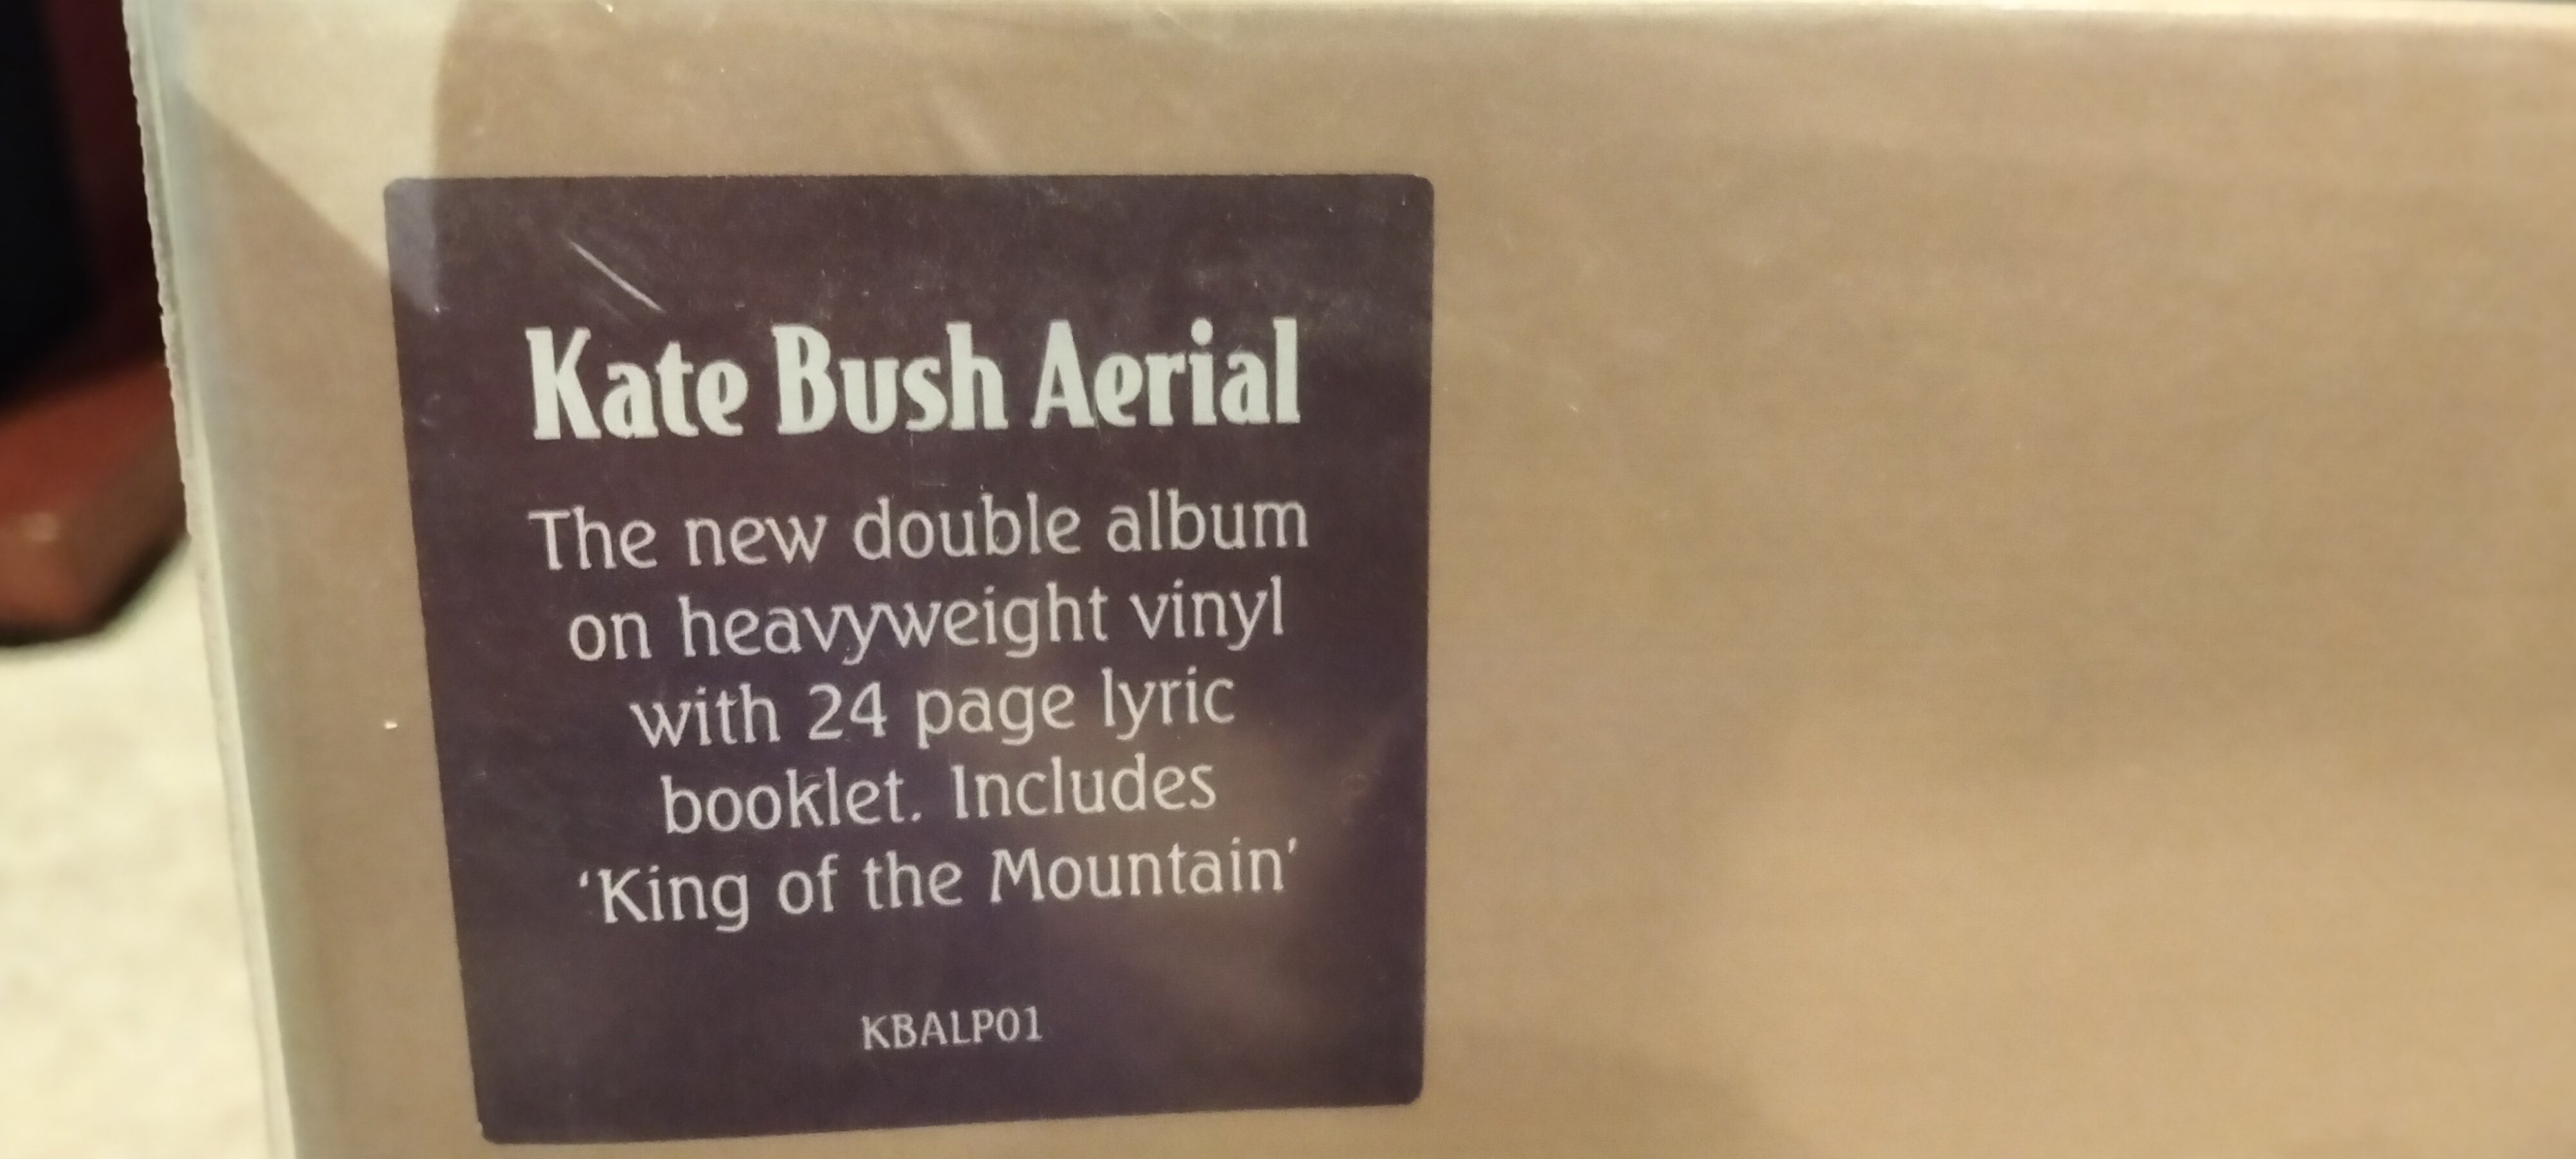 Kate Bush Aerial
The new double album
on heavyweight vinyl
with 24 page lyric
booklet. Includes
‘King of the Mountain’
KBALP01